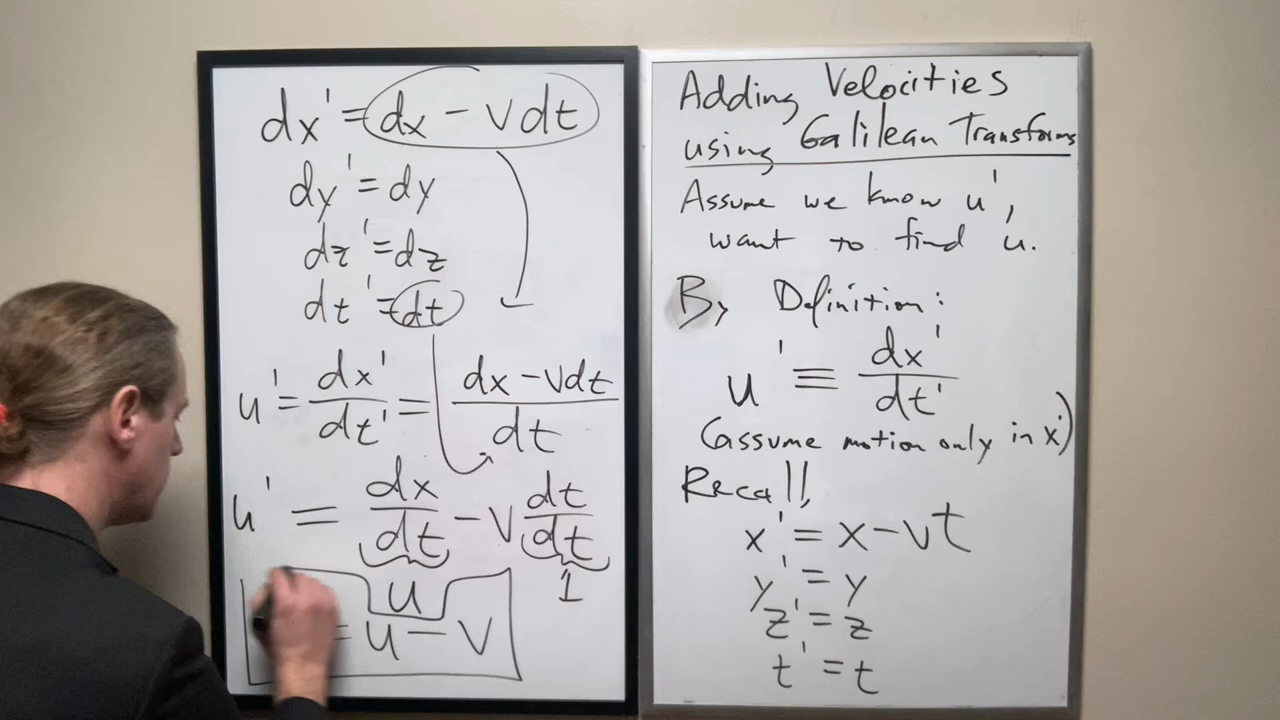 dx' = dx - vdt
dy' = dy
dz' = dz
dt' = dt
u' = dx'/dt' = (dx - vdt)/dt
u' = dx/dt - v dt/dt
u 1
= u - v
Adding Velocities
using Galilean Transforms
Assume we know u',
want to find u.
By Definition:
u' ≡ dx'/dt'
(assume motion only in x')
Recall,
x' = x - vt
y' = y
z' = z
t' = t